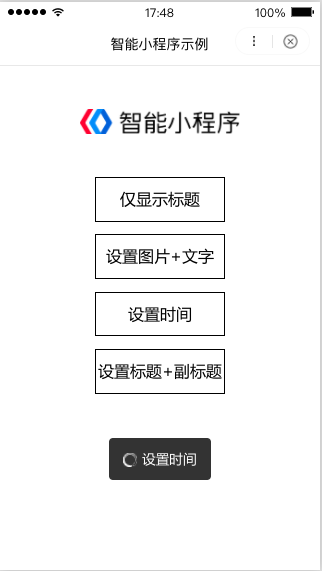 17:48
100%
智能小程序示例
智能小程序
仅显示标题
设置图片+文字
设置时间
设置标题+副标题
设置时间